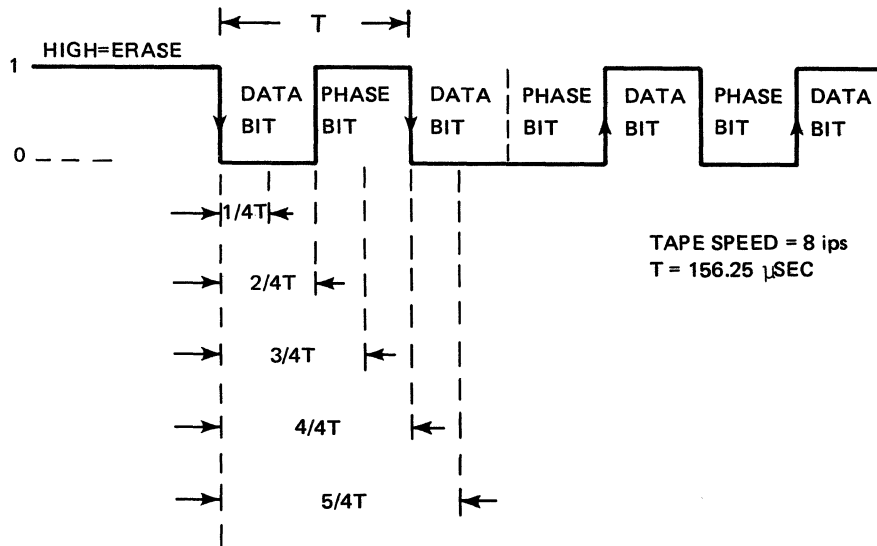 T
HIGH=ERASE
1
DATA BIT
PHASE BIT
DATA BIT
PHASE BIT
DATA BIT
PHASE BIT
DATA BIT
0
1/4T
TAPE SPEED = 8 ips
T = 156.25 μSEC
2/4T
3/4T
4/4T
5/4T